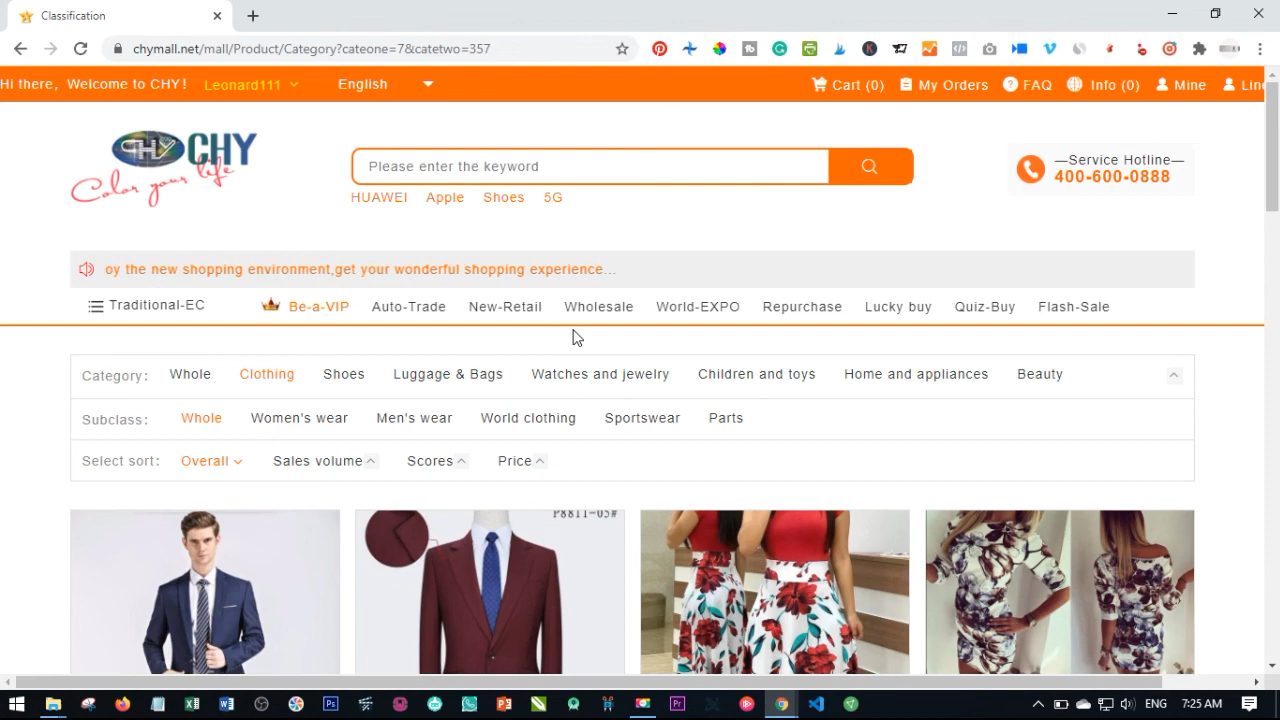 Classification
chymall.net/mall/Product/Category?cateone=7&catetwo=357
Hi there, Welcome to CHY! Leonard111 English Cart (0) My Orders FAQ Info (0) Mine Lin
CHY CHY
Color your life
Please enter the keyword
HUAWEI Apple Shoes 5G
—Service Hotline—
400-600-0888
oy the new shopping environment,get your wonderful shopping experience...
Traditional-EC Be-a-VIP Auto-Trade New-Retail Wholesale World-EXPO Repurchase Lucky buy Quiz-Buy Flash-Sale
Category: Whole Clothing Shoes Luggage & Bags Watches and jewelry Children and toys Home and appliances Beauty
Subclass: Whole Women's wear Men's wear World clothing Sportswear Parts
Select sort: Overall Sales volume Scores Price
P8811-05#
ENG 7:25 AM